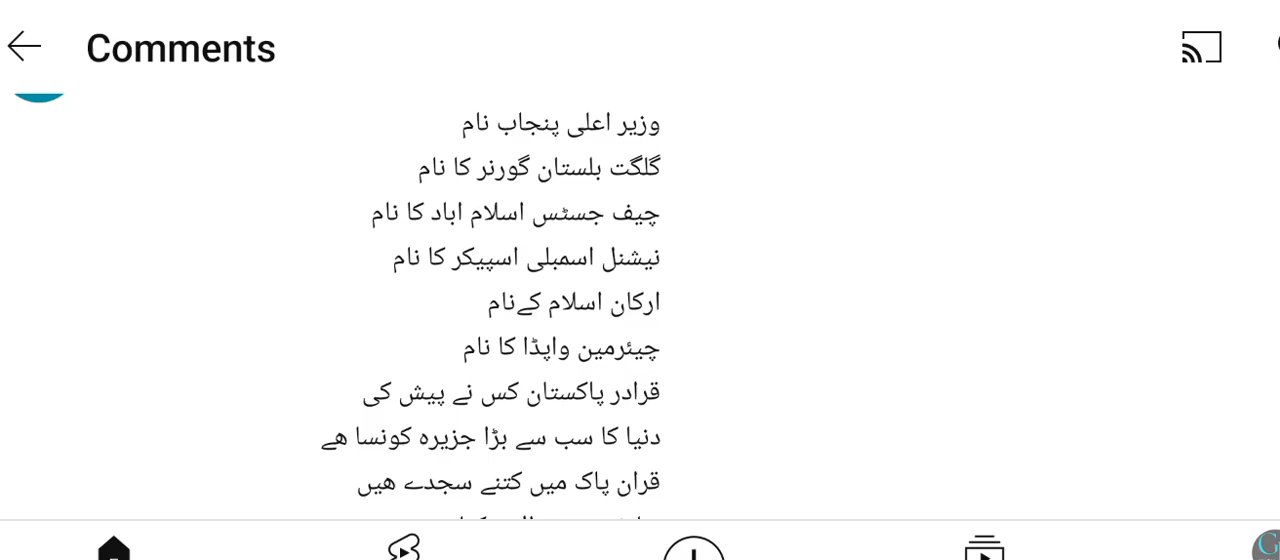 Comments
وزیر اعلی پنجاب نام
گلگت بلستان گورنر کا نام
چیف جسٹس اسلام اباد کا نام
نیشنل اسمبلی اسپیکر کا نام
ارکان اسلام کےنام
چیئرمین واپڈا کا نام
قرادر پاکستان کس نے پیش کی
دنیا کا سب سے بڑا جزیرہ کونسا ھے
قران پاک میں کتنے سجدے ھیں